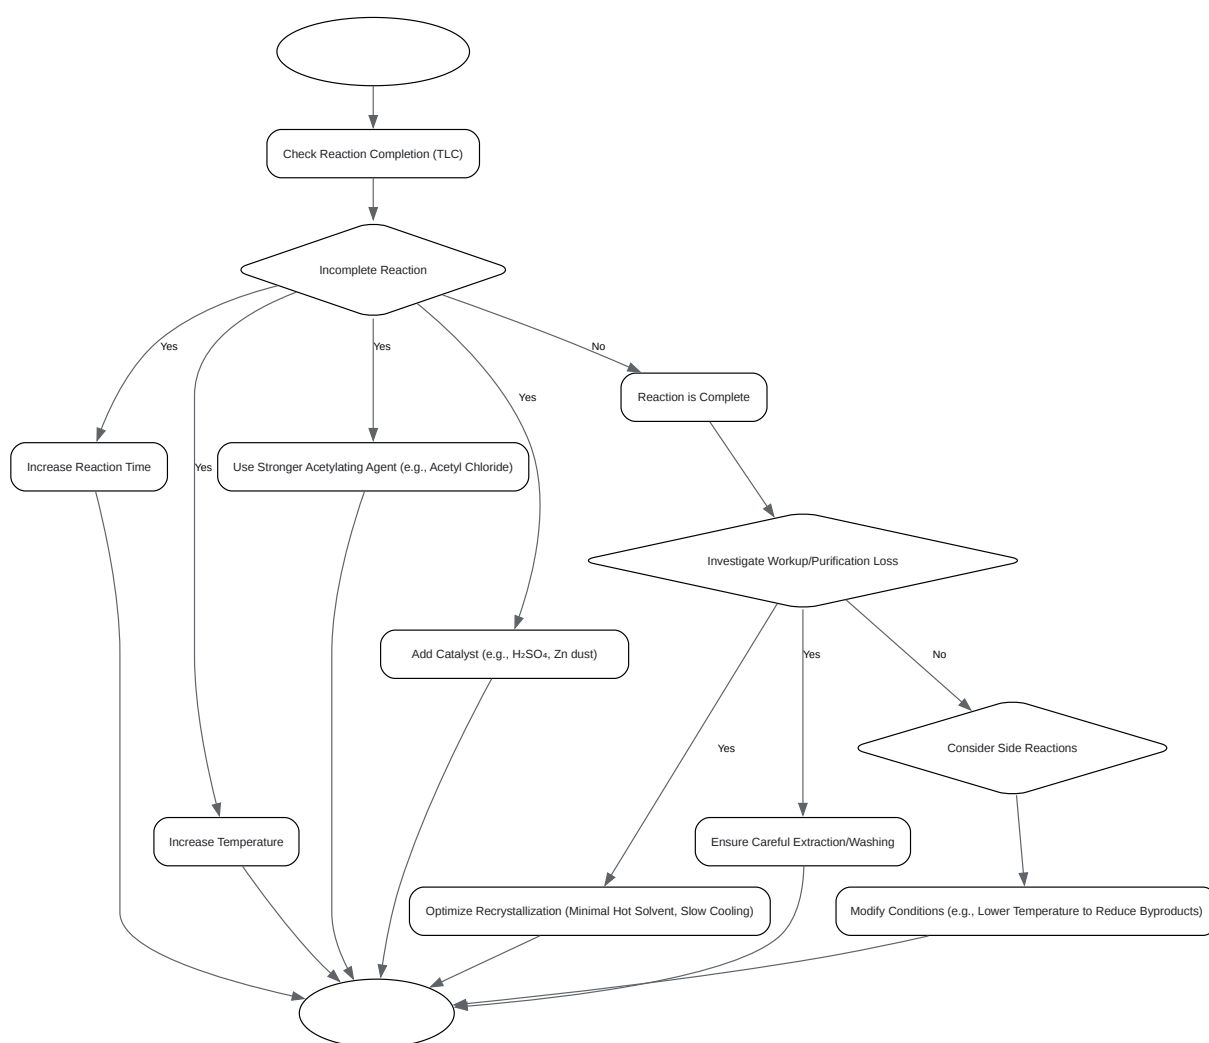 Check Reaction Completion (TLC)
Incomplete Reaction
Yes
Yes
No
Yes
Reaction is Complete
Increase Reaction Time
Yes
Use Stronger Acetylating Agent (e.g., Acetyl Chloride)
Investigate Workup/Purification Loss
Add Catalyst (e.g., H₂SO₄, Zn dust)
Yes
No
Yes
Consider Side Reactions
Increase Temperature
Ensure Careful Extraction/Washing
Optimize Recrystallization (Minimal Hot Solvent, Slow Cooling)
Modify Conditions (e.g., Lower Temperature to Reduce Byproducts)